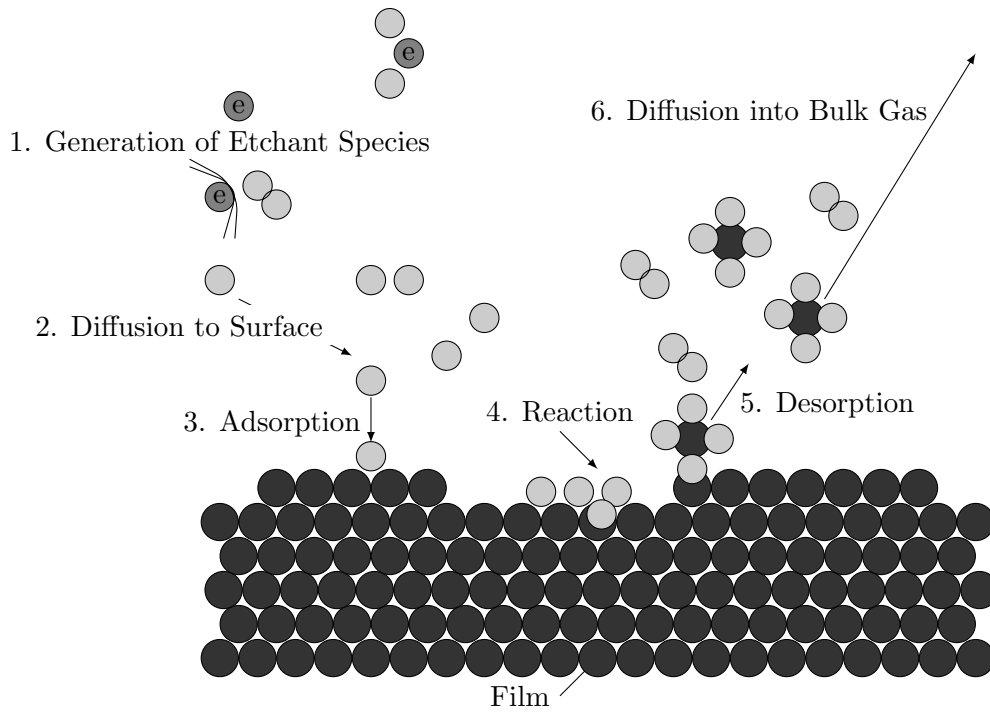 e
e
1. Generation of Etchant Species
6. Diffusion into Bulk Gas
e
2. Diffusion to Surface
3. Adsorption
4. Reaction
5. Desorption
Film